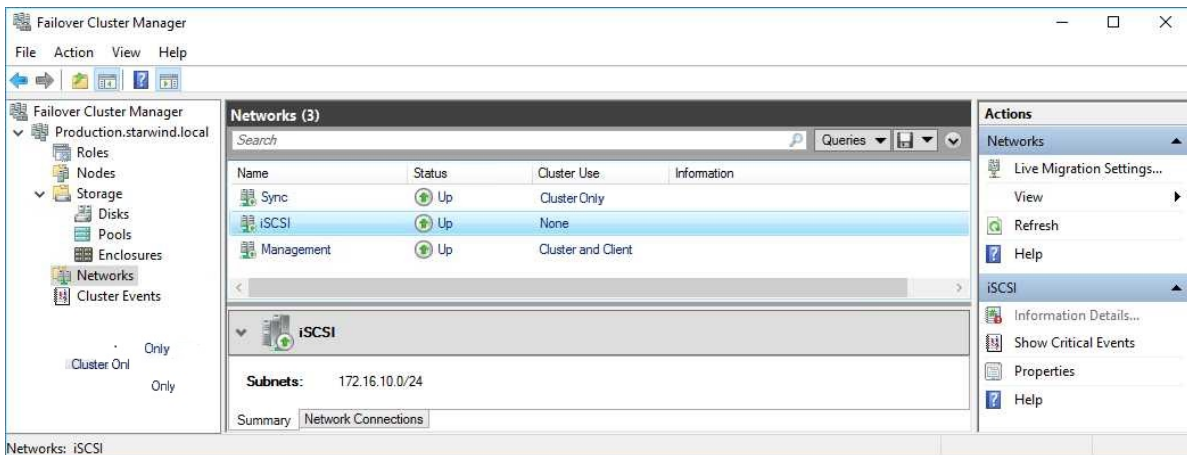 Failover Cluster Manager
File Action View Help
Failover Cluster Manager
Production.starwind.local
Roles
Nodes
Storage
Disks
Pools
Enclosures
Networks
Cluster Events
Only
Cluster Onl
Only
Networks (3)
Search
Queries
Name Status Cluster Use Information
Sync Up Cluster Only
iSCSI Up None
Management Up Cluster and Client
iSCSI
Subnets: 172.16.10.0/24
Summary Network Connections
Actions
Networks
Live Migration Settings...
View
Refresh
Help
iSCSI
Information Details...
Show Critical Events
Properties
Help
Networks: iSCSI